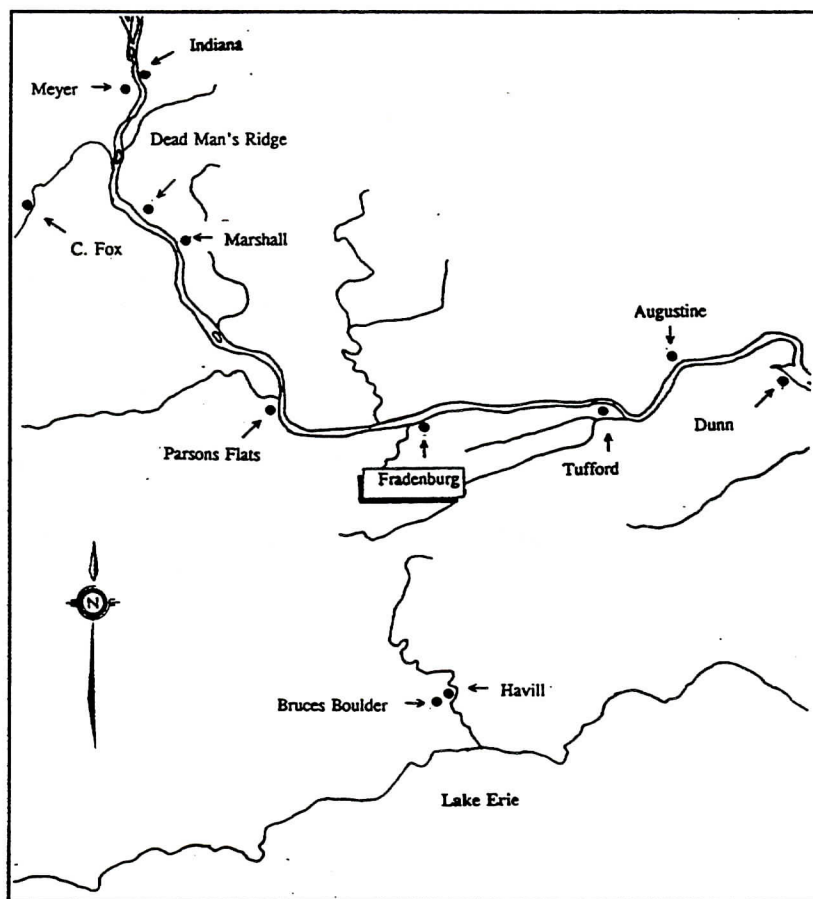 Indiana
Meyer
Dead Man's Ridge
C. Fox
Marshall
Augustine
Dunn
Parsons Flats
Fradenburg
Tufford
N
Havill
Bruces Boulder
Lake Erie